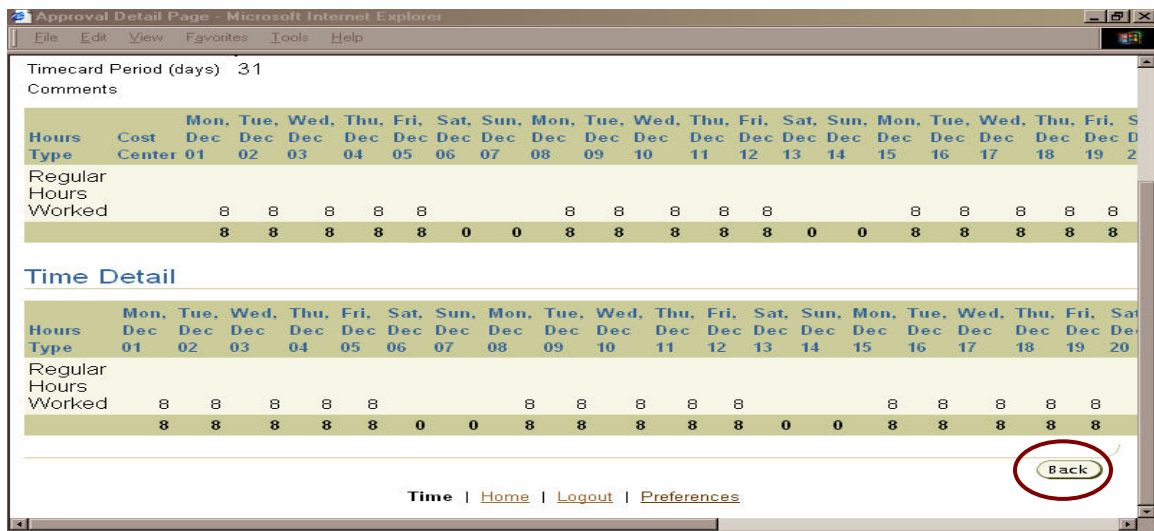 Approval Detail Page - Microsoft Internet Explorer
File Edit View Favorites Tools Help
Timecard Period (days) 31
Comments
Mon, Tue, Wed, Thu, Fri, Sat, Sun, Mon, Tue, Wed, Thu, Fri, Sat, Sun, Mon, Tue, Wed, Thu, Fri, S
Hours Cost Dec Dec Dec Dec Dec Dec Dec Dec Dec Dec Dec Dec Dec Dec Dec Dec Dec Dec Dec D
Type Center 01 02 03 04 05 06 07 08 09 10 11 12 13 14 15 16 17 18 19 2
Regular
Hours
Worked 8 8 8 8 8 8 8 8 8 8 8 8 8 8 8
8 8 8 8 8 0 0 8 8 8 8 8 0 0 8 8 8 8 8
Time Detail
Mon, Tue, Wed, Thu, Fri, Sat, Sun, Mon, Tue, Wed, Thu, Fri, Sat, Sun, Mon, Tue, Wed, Thu, Fri, Sat
Hours Dec Dec Dec Dec Dec Dec Dec Dec Dec Dec Dec Dec Dec Dec Dec Dec Dec Dec Dec De
Type 01 02 03 04 05 06 07 08 09 10 11 12 13 14 15 16 17 18 19 20
Regular
Hours
Worked 8 8 8 8 8 8 8 8 8 8 8 8 8 8 8
8 8 8 8 8 0 0 8 8 8 8 8 0 0 8 8 8 8 8
Back
Time | Home | Logout | Preferences